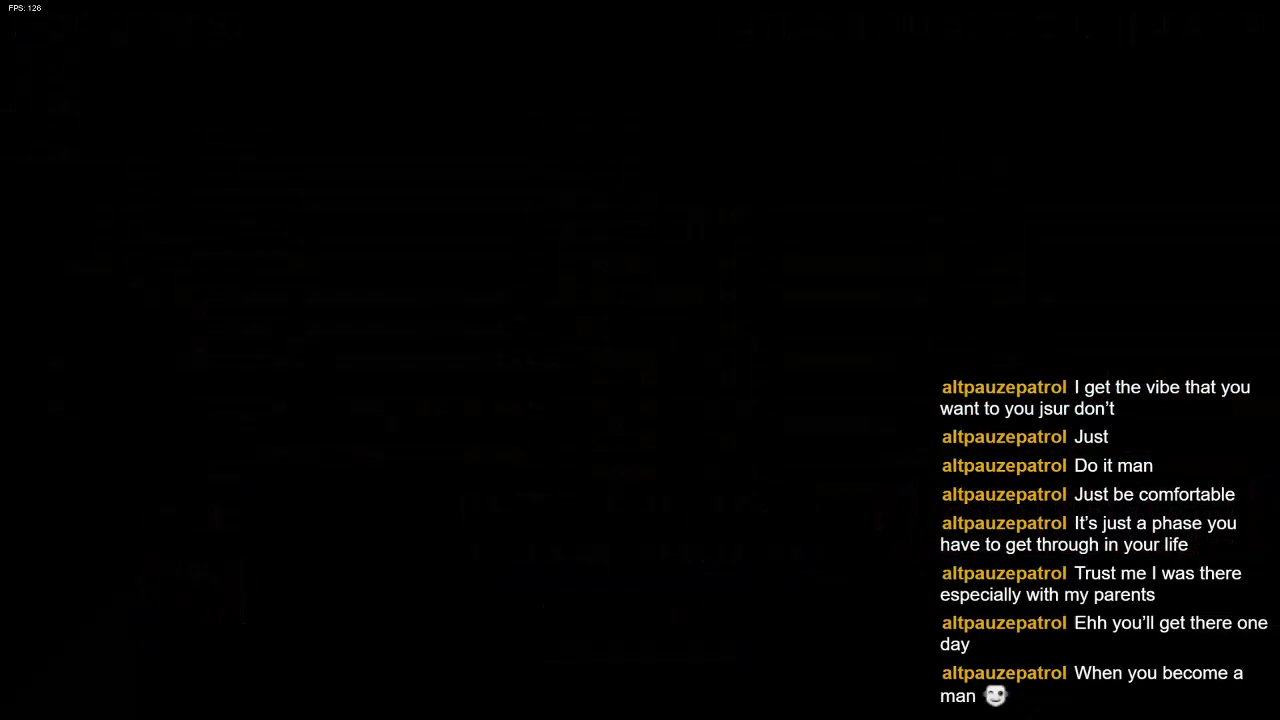 FPS: 126
altpauzepatrol I get the vibe that you
want to you jsur don’t
altpauzepatrol Just
altpauzepatrol Do it man
altpauzepatrol Just be comfortable
altpauzepatrol It’s just a phase you
have to get through in your life
altpauzepatrol Trust me I was there
especially with my parents
altpauzepatrol Ehh you’ll get there one
day
altpauzepatrol When you become a
man